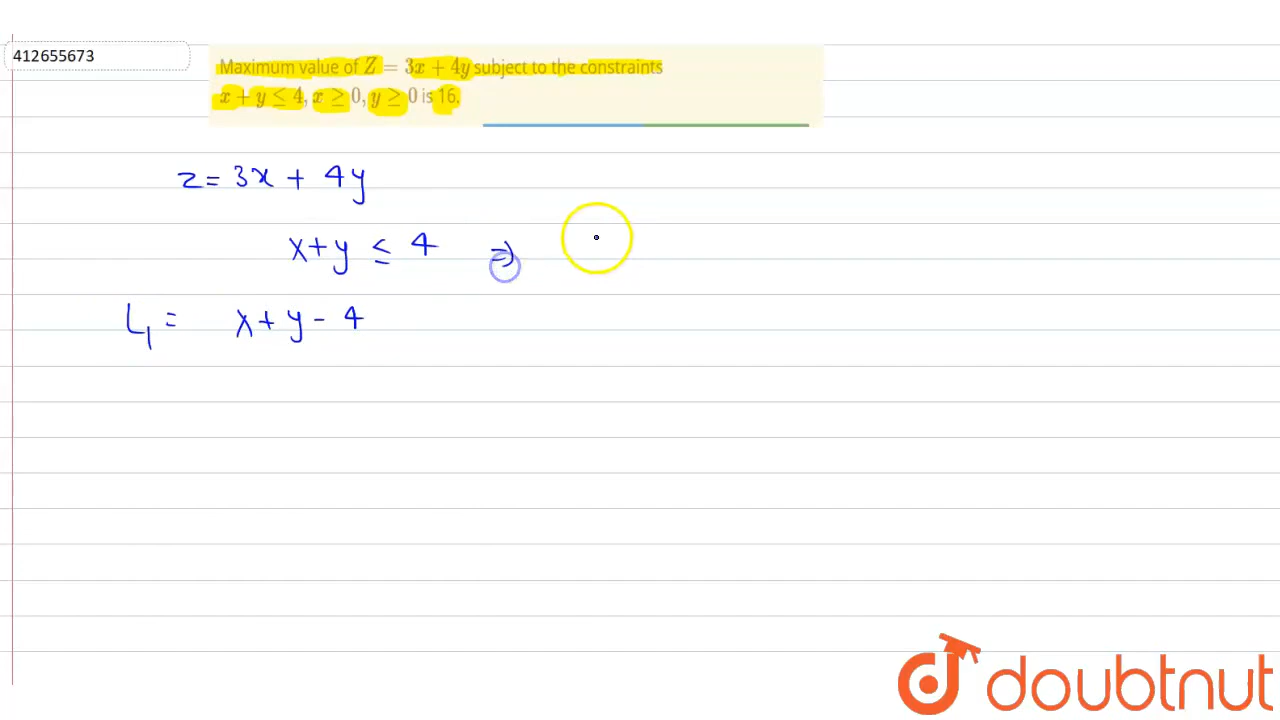 412655673
Maximum value of Z = 3x + 4y subject to the constraints
x + y ≤ 4, x ≥ 0, y ≥ 0 is 16.
z = 3x + 4y
x+y ≤ 4 ⇒
L₁ = x + y - 4
doubtnut